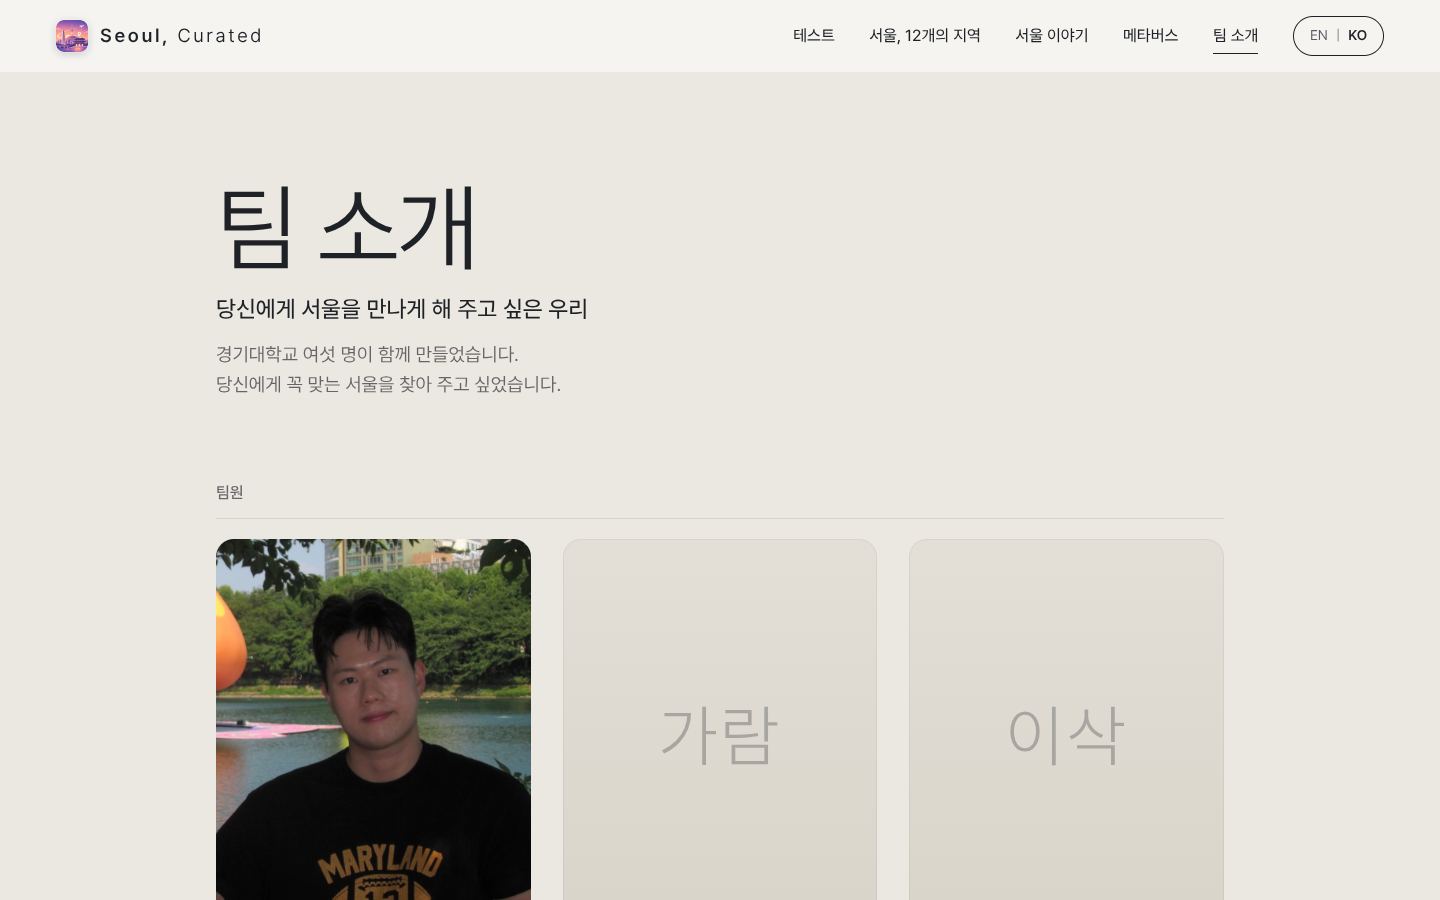 Seoul, Curated
테스트
서울, 12개의 지역
서울 이야기
메타버스
팀 소개
EN | KO
팀 소개
당신에게 서울을 만나게 해 주고 싶은 우리
경기대학교 여섯 명이 함께 만들었습니다.
당신에게 꼭 맞는 서울을 찾아 주고 싶었습니다.
팀원
가람
이삭
MARYLAND